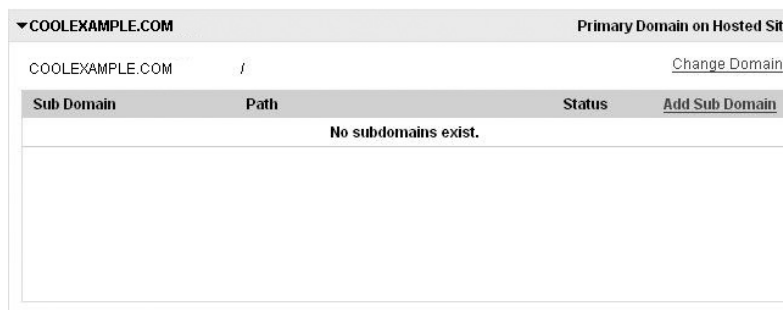 COOLEXAMPLE.COM Primary Domain on Hosted Sit
COOLEXAMPLE.COM / Change Domain
Sub Domain Path Status Add Sub Domain
No subdomains exist.